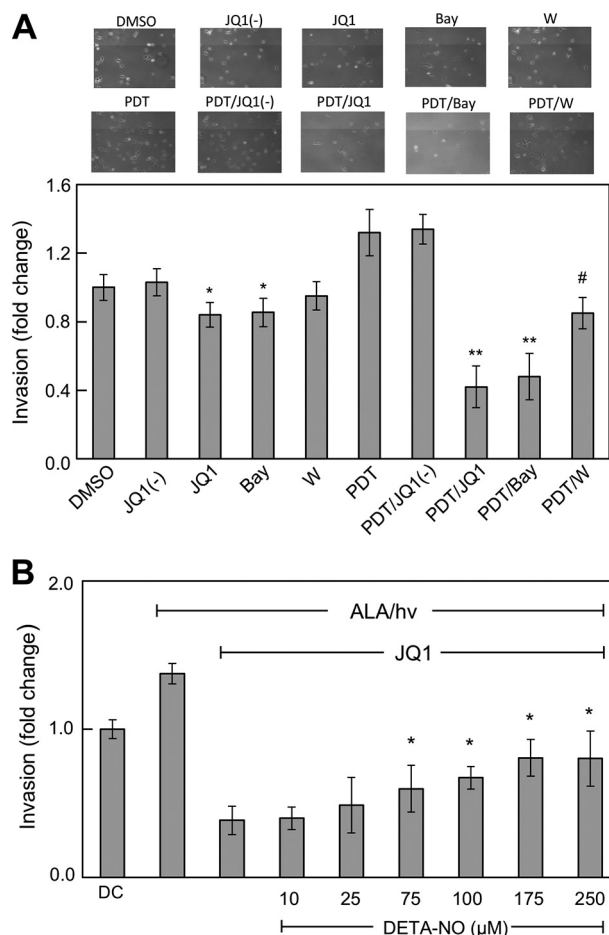 A
DMSO JQ1(-) JQ1 Bay W
PDT PDT/JQ1(-) PDT/JQ1 PDT/Bay PDT/W
Invasion (fold change)
1.6
1.2
0.8
0.4
0.0
* * ** ** #
DMSO JQ1(-) JQ1 Bay W PDT PDT/JQ1(-) PDT/JQ1 PDT/Bay PDT/W
B
Invasion (fold change)
2.0
1.0
0.0
ALA/hv
JQ1
* * * *
DC 10 25 75 100 175 250
DETA-NO (µM)